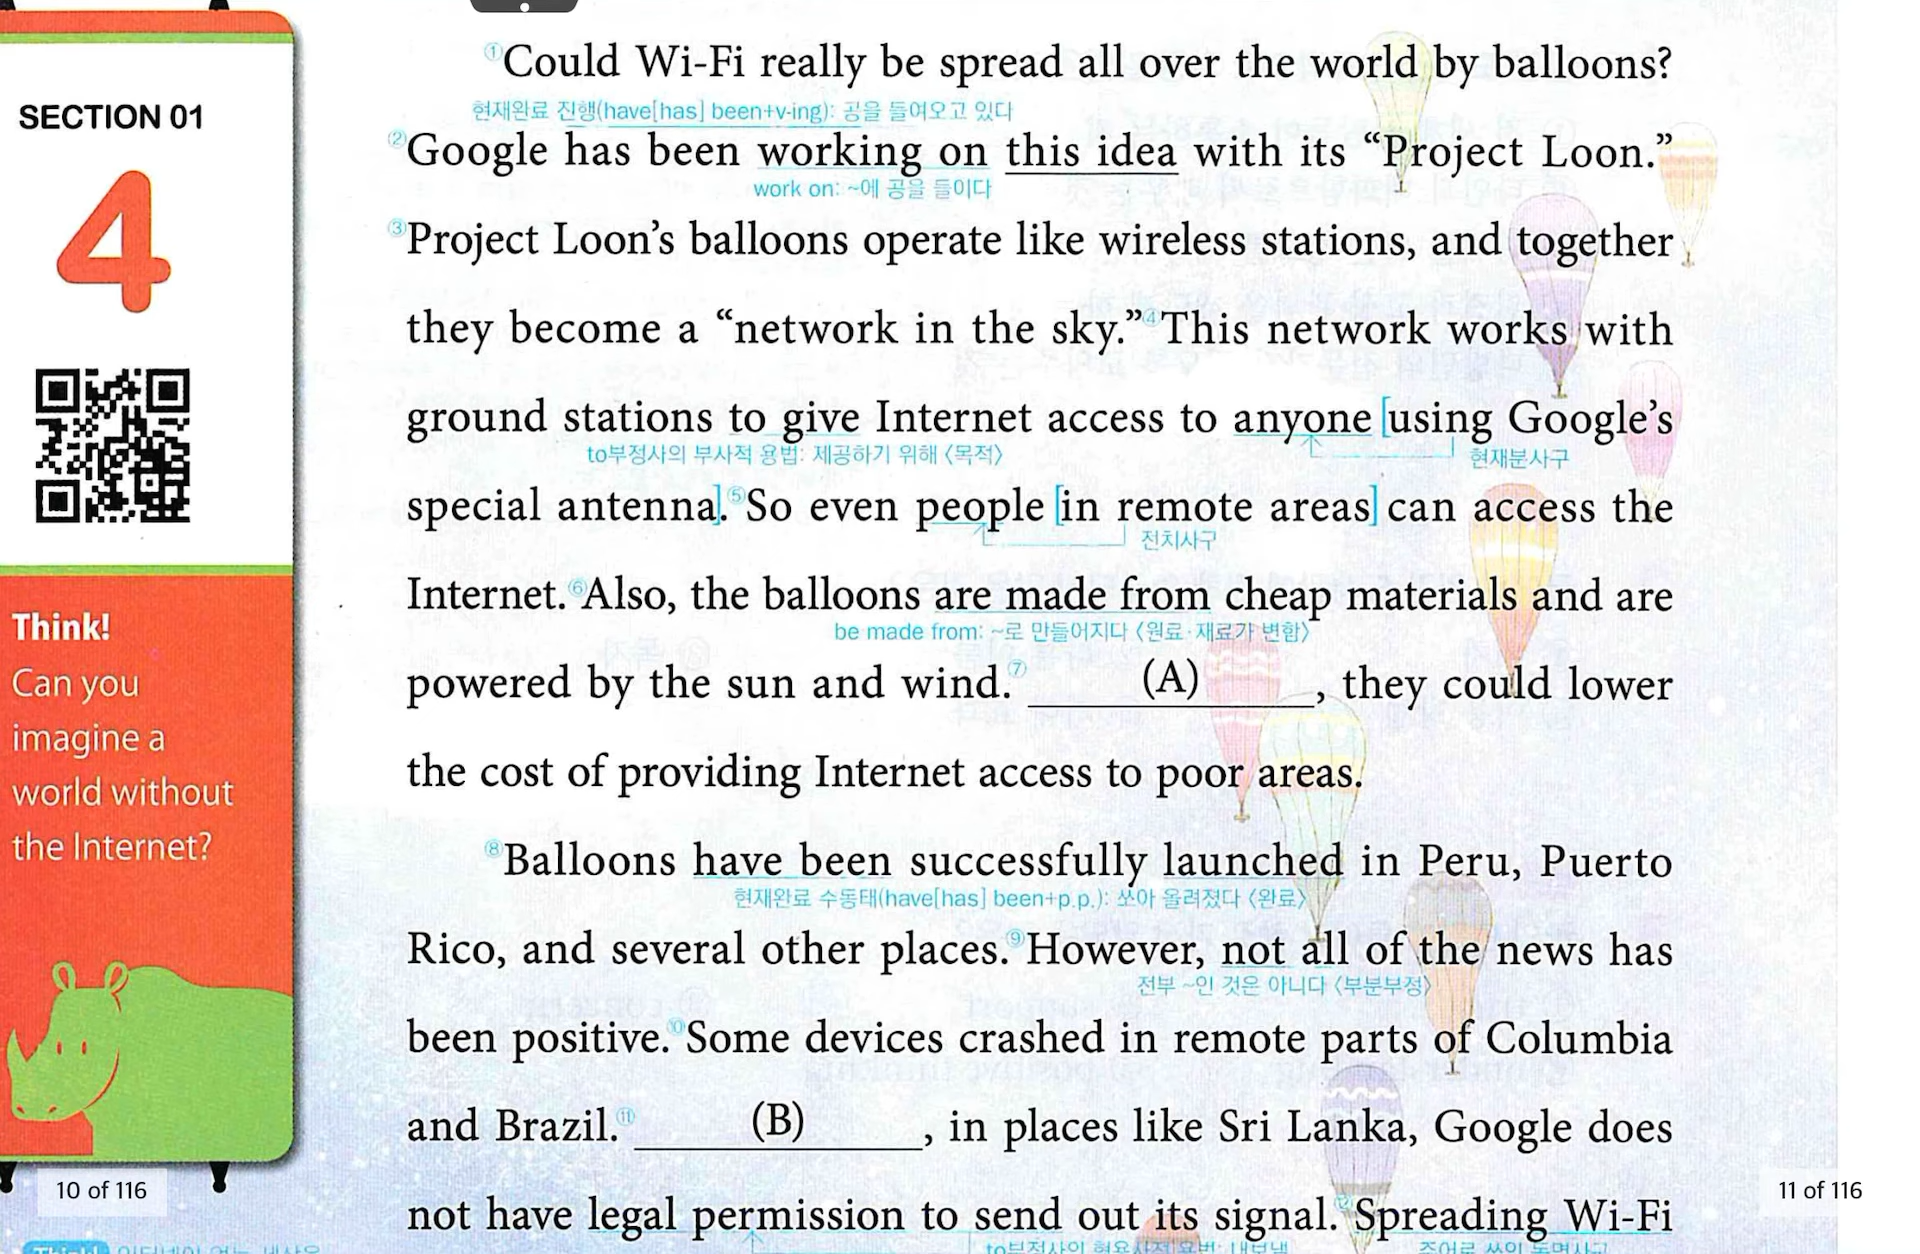 SECTION 01
4
Think!
Can you
imagine a
world without
the Internet?
10 of 116
①Could Wi-Fi really be spread all over the world by balloons?
현재완료 진행(have[has] been+v-ing): 공을 들여오고 있다
②Google has been working on this idea with its “Project Loon.”
work on: ~에 공을 들이다
③Project Loon’s balloons operate like wireless stations, and together
they become a “network in the sky.” ④This network works with
ground stations to give Internet access to anyone [using Google’s
to부정사의 부사적 용법: 제공하기 위해 〈목적〉 현재분사구
special antenna]. ⑤So even people [in remote areas] can access the
전치사구
Internet. ⑥Also, the balloons are made from cheap materials and are
be made from: ~로 만들어지다 〈원료·재료가 변함〉
powered by the sun and wind. ⑦ (A) , they could lower
the cost of providing Internet access to poor areas.
⑧Balloons have been successfully launched in Peru, Puerto
현재완료 수동태(have[has] been+p.p.): 쏘아 올려졌다 〈완료〉
Rico, and several other places. ⑨However, not all of the news has
전부 ~인 것은 아니다 〈부분부정〉
been positive. ⑩Some devices crashed in remote parts of Columbia
and Brazil. ⑪ (B) , in places like Sri Lanka, Google does
not have legal permission to send out its signal. ⑫Spreading Wi-Fi
11 of 116